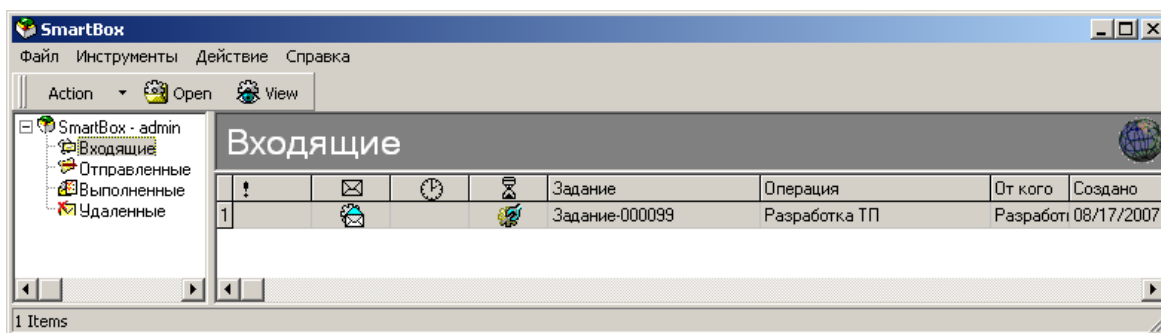 SmartBox
Файл Инструменты Действие Справка
Action Open View
SmartBox - admin
Входящие
Отправленные
Выполненные
Удаленные
Входящие
! Задание Операция От кого Создано
1 Задание-000099 Разработка ТП Разработ 08/17/2007
1 Items